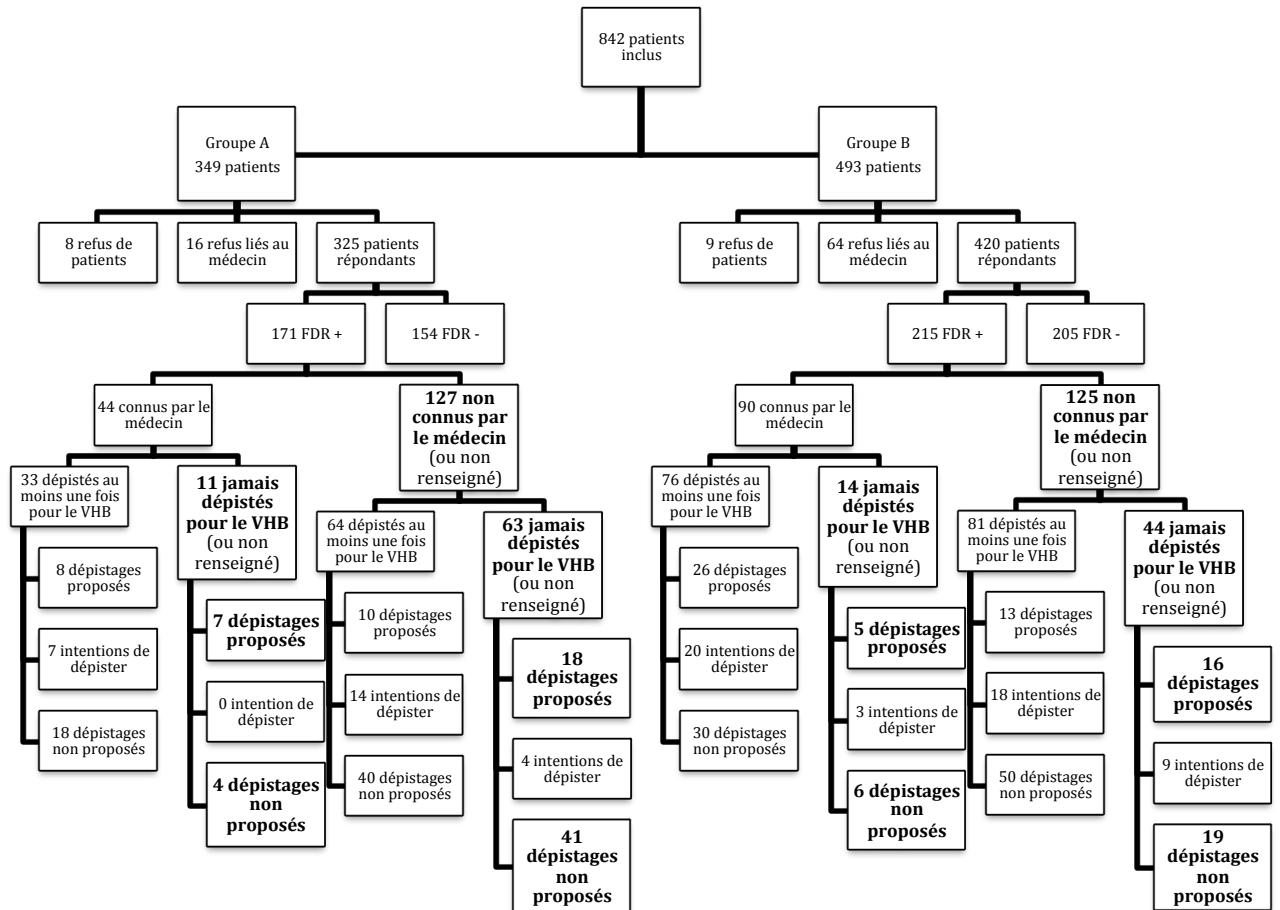 842 patients
inclus
Groupe A
349 patients
Groupe B
493 patients
8 refus de
patients
16 refus liés au
médecin
325 patients
répondants
9 refus de
patients
64 refus liés au
médecin
420 patients
répondants
171 FDR +
154 FDR -
215 FDR +
205 FDR -
44 connus par le
médecin
127 non
connus par
le médecin
(ou non
renseigné)
90 connus par le
médecin
125 non
connus par
le médecin
(ou non
renseigné)
33 dépistés au
moins une fois
pour le VHB
11 jamais
dépistés
pour le VHB
(ou non
renseigné)
64 dépistés au
moins une fois
pour le VHB
63 jamais
dépistés
pour le VHB
(ou non
renseigné)
76 dépistés au
moins une fois
pour le VHB
14 jamais
dépistés
pour le VHB
(ou non
renseigné)
81 dépistés au
moins une fois
pour le VHB
44 jamais
dépistés
pour le VHB
(ou non
renseigné)
8 dépistages
proposés
7 intentions de
dépister
18 dépistages
non proposés
7 dépistages
proposés
0 intention de
dépister
4 dépistages
non
proposés
10 dépistages
proposés
14 intentions de
dépister
40 dépistages
non proposés
18
dépistages
proposés
4 intentions de
dépister
41
dépistages
non
proposés
26 dépistages
proposés
20 intentions de
dépister
30 dépistages
non proposés
5 dépistages
proposés
3 intentions de
dépister
6 dépistages
non
proposés
13 dépistages
proposés
18 intentions de
dépister
50 dépistages
non proposés
16
dépistages
proposés
9 intentions de
dépister
19
dépistages
non
proposés